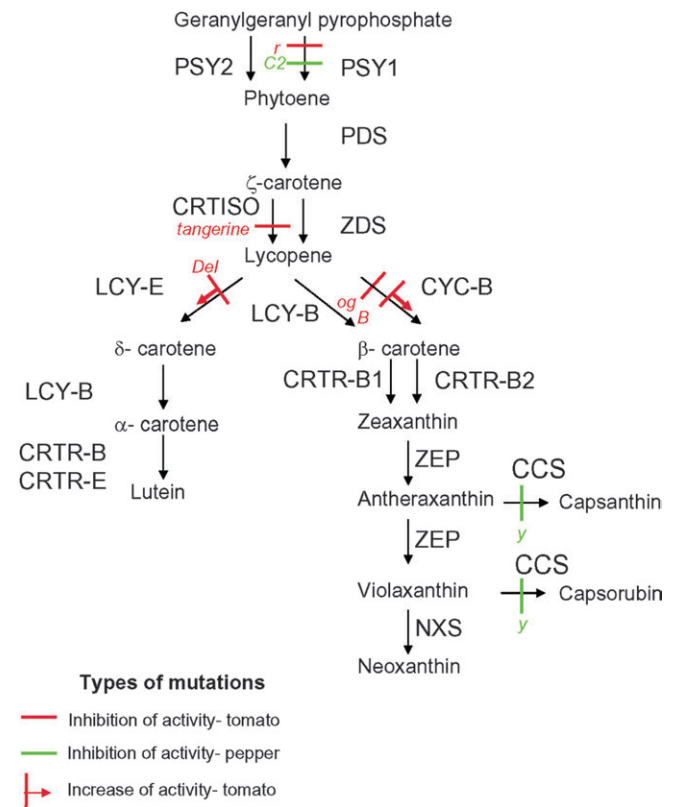 Geranylgeranyl pyrophosphate
r
PSY2 C2 PSY1
Phytoene
PDS
ζ-carotene
CRTISO
tangerine ZDS
Lycopene
Del
LCY-E CYC-B
LCY-B og
B
δ- carotene β- carotene
CRTR-B1 CRTR-B2
LCY-B
α- carotene Zeaxanthin
CRTR-B ZEP
CRTR-E CCS
Lutein Antheraxanthin Capsanthin
y
ZEP
CCS
Violaxanthin Capsorubin
y
NXS
Neoxanthin
Types of mutations
Inhibition of activity- tomato
Inhibition of activity- pepper
Increase of activity- tomato